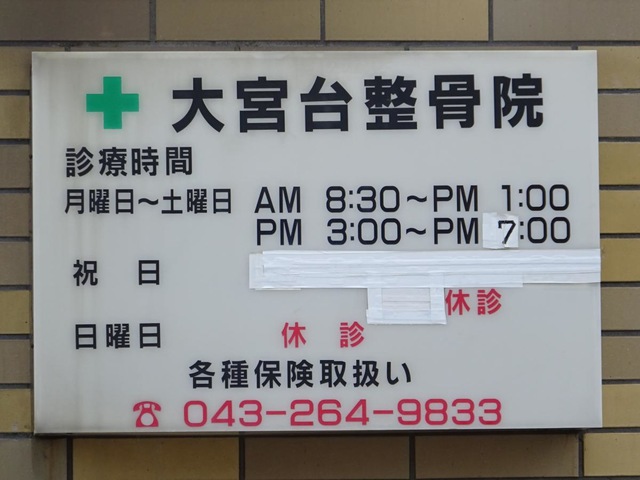 大宮台整骨院
診療時間
月曜日〜土曜日 AM 8:30〜PM 1:00
PM 3:00〜PM 7:00
祝 日
休診
日曜日 休 診
各種保険取扱い
☎ 043-264-9833